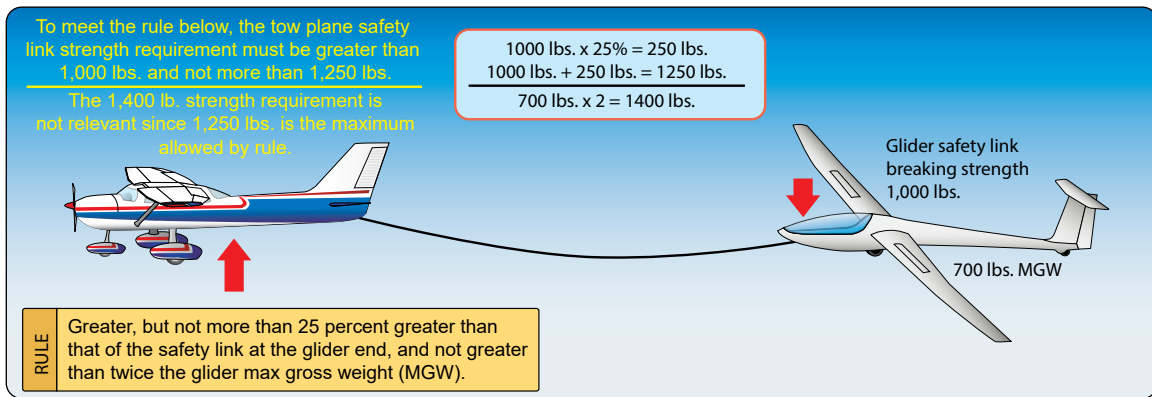 To meet the rule below, the tow plane safety
link strength requirement must be greater than
1,000 lbs. and not more than 1,250 lbs.
The 1,400 lb. strength requirement is
not relevant since 1,250 lbs. is the maximum
allowed by rule.
1000 lbs. x 25% = 250 lbs.
1000 lbs. + 250 lbs. = 1250 lbs.
700 lbs. x 2 = 1400 lbs.
Glider safety link
breaking strength
1,000 lbs.
700 lbs. MGW
RULE
Greater, but not more than 25 percent greater than
that of the safety link at the glider end, and not greater
than twice the glider max gross weight (MGW).